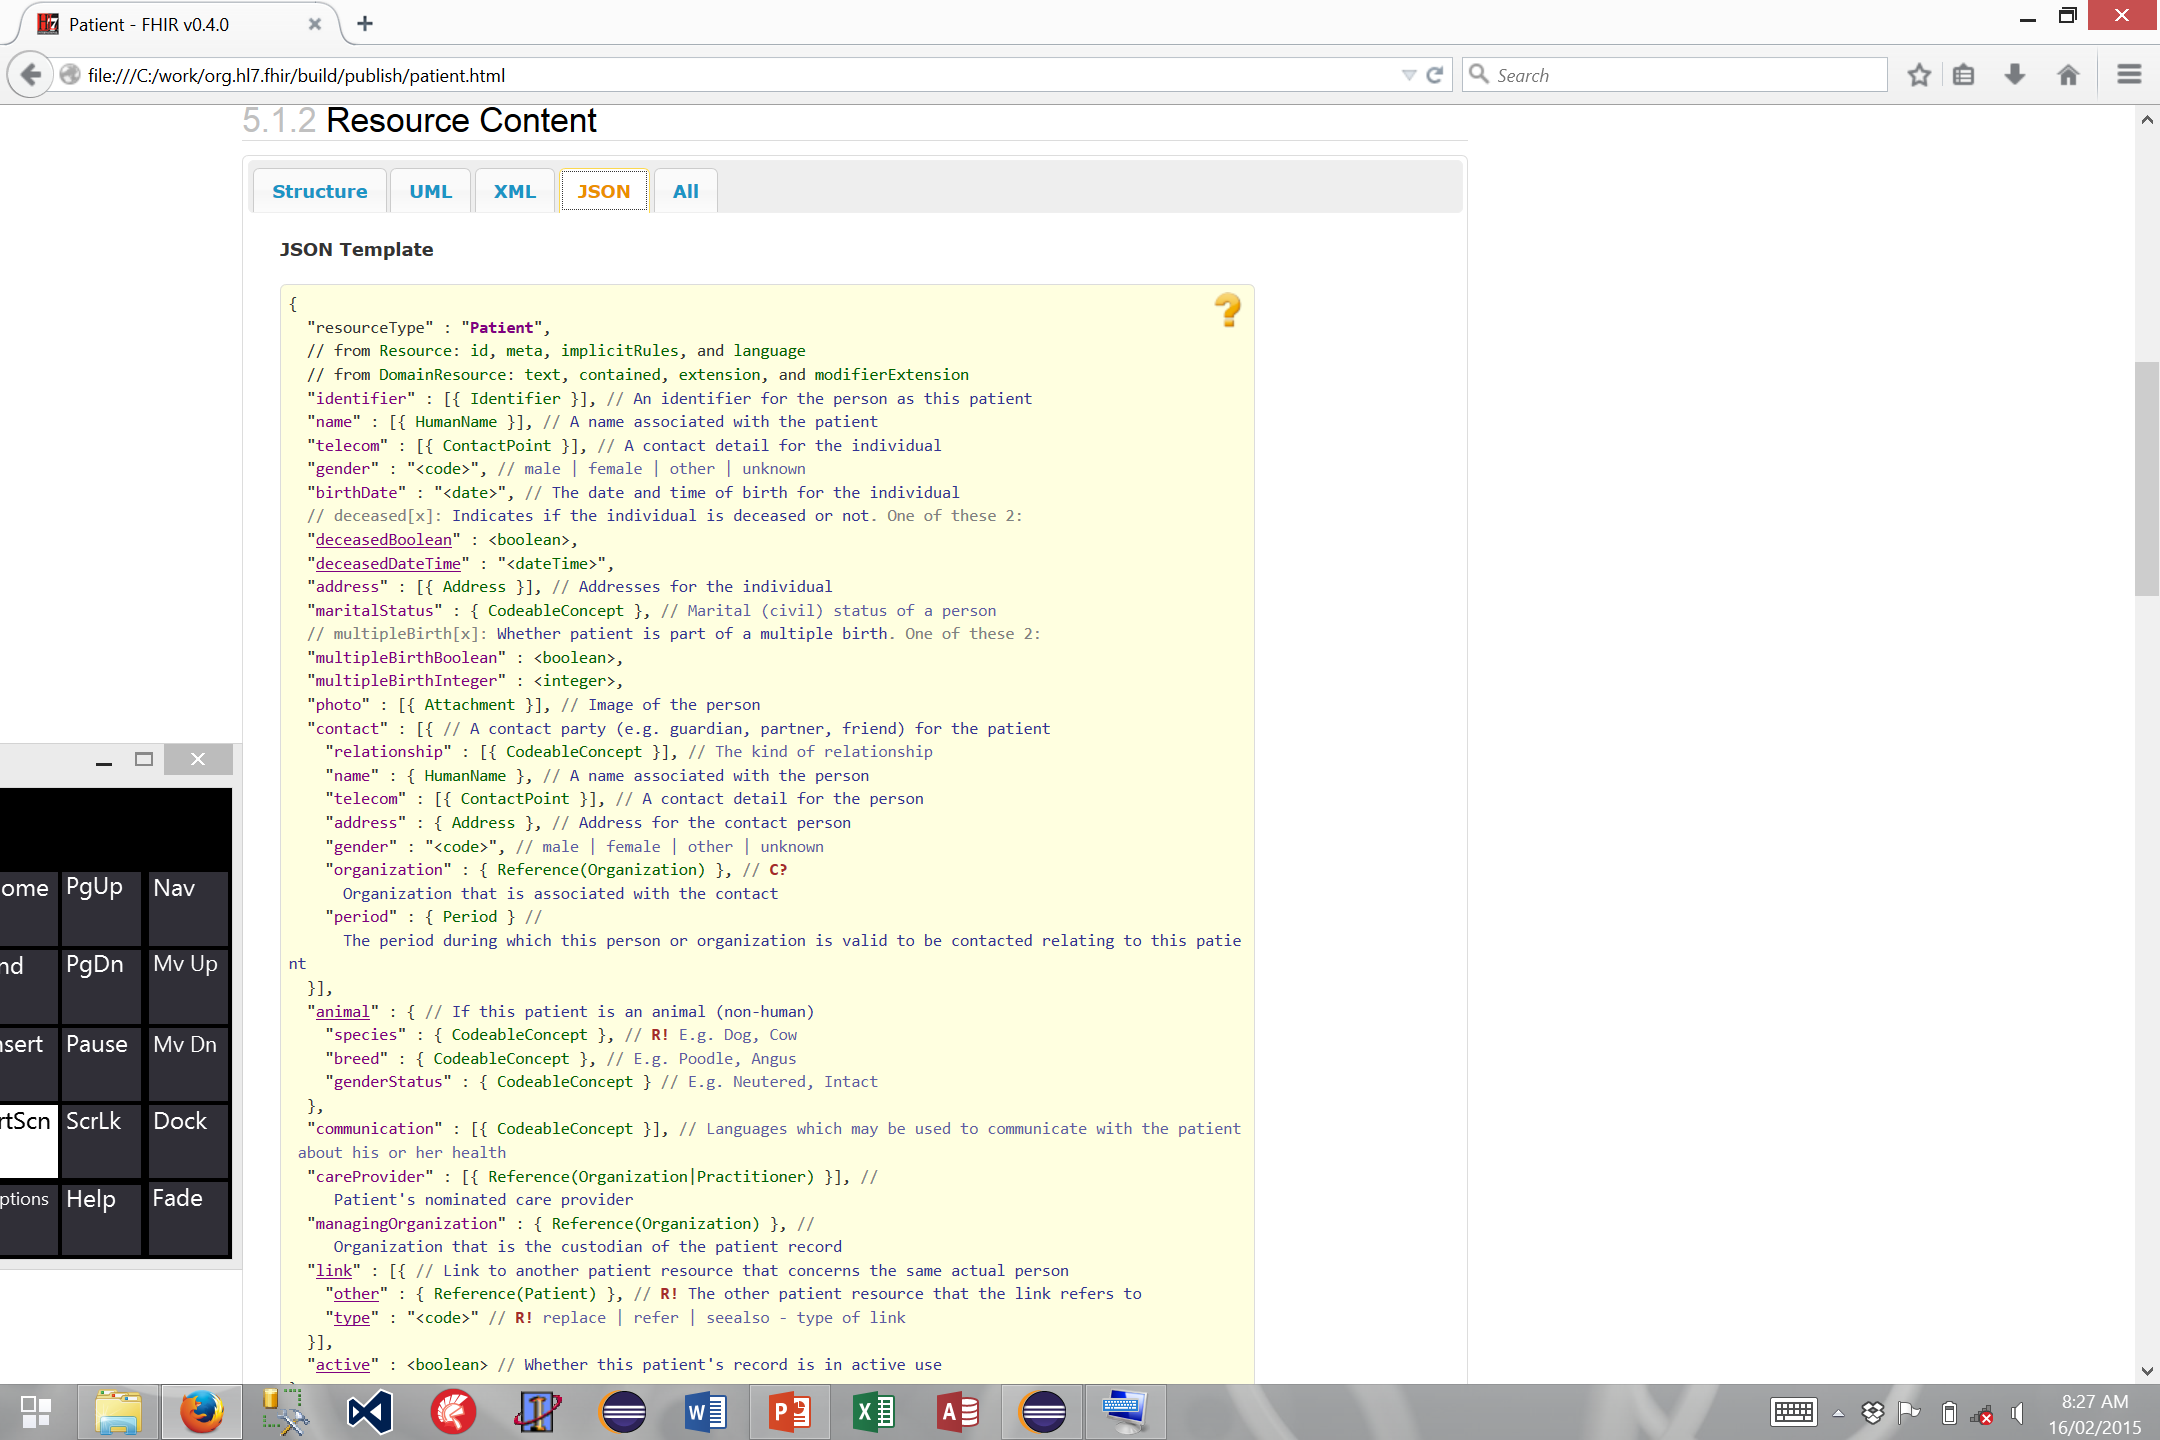 Patient - FHIR v0.4.0
file:///C:/work/org.hl7.fhir/build/publish/patient.html
Search
5.1.2 Resource Content
Structure UML XML JSON All
JSON Template
{
"resourceType" : "Patient",
// from Resource: id, meta, implicitRules, and language
// from DomainResource: text, contained, extension, and modifierExtension
"identifier" : [{ Identifier }], // An identifier for the person as this patient
"name" : [{ HumanName }], // A name associated with the patient
"telecom" : [{ ContactPoint }], // A contact detail for the individual
"gender" : "<code>", // male | female | other | unknown
"birthDate" : "<date>", // The date and time of birth for the individual
// deceased[x]: Indicates if the individual is deceased or not. One of these 2:
"deceasedBoolean" : <boolean>,
"deceasedDateTime" : "<dateTime>",
"address" : [{ Address }], // Addresses for the individual
"maritalStatus" : { CodeableConcept }, // Marital (civil) status of a person
// multipleBirth[x]: Whether patient is part of a multiple birth. One of these 2:
"multipleBirthBoolean" : <boolean>,
"multipleBirthInteger" : <integer>,
"photo" : [{ Attachment }], // Image of the person
"contact" : [{ // A contact party (e.g. guardian, partner, friend) for the patient
"relationship" : [{ CodeableConcept }], // The kind of relationship
"name" : { HumanName }, // A name associated with the person
"telecom" : [{ ContactPoint }], // A contact detail for the person
"address" : { Address }, // Address for the contact person
"gender" : "<code>", // male | female | other | unknown
"organization" : { Reference(Organization) }, // C?
Organization that is associated with the contact
"period" : { Period } //
The period during which this person or organization is valid to be contacted relating to this patie
nt
}],
"animal" : { // If this patient is an animal (non-human)
"species" : { CodeableConcept }, // R! E.g. Dog, Cow
"breed" : { CodeableConcept }, // E.g. Poodle, Angus
"genderStatus" : { CodeableConcept } // E.g. Neutered, Intact
},
"communication" : [{ CodeableConcept }], // Languages which may be used to communicate with the patient
about his or her health
"careProvider" : [{ Reference(Organization|Practitioner) }], //
Patient's nominated care provider
"managingOrganization" : { Reference(Organization) }, //
Organization that is the custodian of the patient record
"link" : [{ // Link to another patient resource that concerns the same actual person
"other" : { Reference(Patient) }, // R! The other patient resource that the link refers to
"type" : "<code>" // R! replace | refer | seealso - type of link
}],
"active" : <boolean> // Whether this patient's record is in active use
ome PgUp Nav
nd PgDn Mv Up
nsert Pause Mv Dn
rtScn ScrLk Dock
ptions Help Fade
8:27 AM
16/02/2015